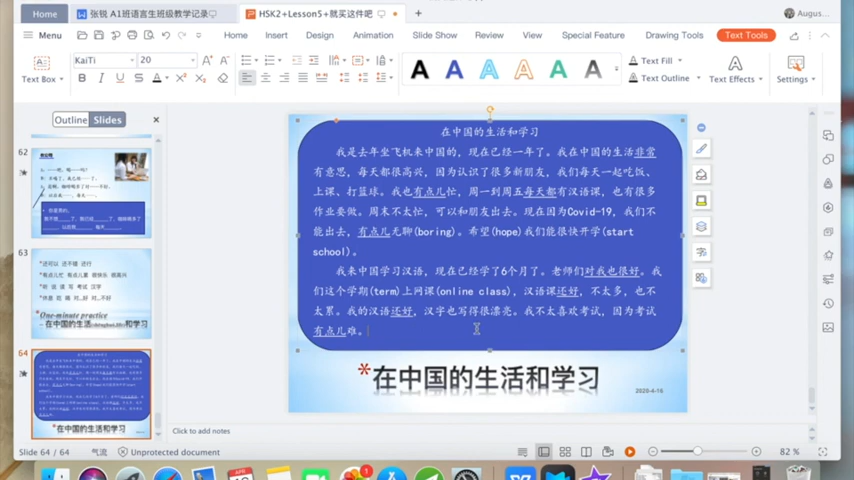 Home
张锐 A1班语言生班级教学记录
HSK2+Lesson5+就买这件吧
Augus...
Menu
Home
Insert
Design
Animation
Slide Show
Review
View
Special Feature
Drawing Tools
Text Tools
KaiTi
20
Text Box
Text Fill
Text Outline
Text Effects
Settings
Outline
Slides
62
63
One-minute practice
在中国的生活和学习
64
在中国的生活和学习
在中国的生活和学习
我是去年坐飞机来中国的，现在已经一年了。我在中国的生活非常
有意思，每天都很高兴，因为认识了很多新朋友，我们每天一起吃饭、
上课、打篮球。我也有点儿忙，周一到周五每天都有汉语课，也有很多
作业要做。周末不太忙，可以和朋友出去。现在因为Covid-19，我们不
能出去，有点儿无聊(boring)。希望(hope)我们能很快开学(start
school)。
我来中国学习汉语，现在已经学了6个月了。老师们对我也很好。我
们这个学期(term)上网课(online class)，汉语课还好，不太多，也不
太累。我的汉语还好，汉字也写得很漂亮。我不太喜欢考试，因为考试
有点儿难。
*在中国的生活和学习
2020-4-16
Click to add notes
Slide 64 / 64
气流
Unprotected document
82 %